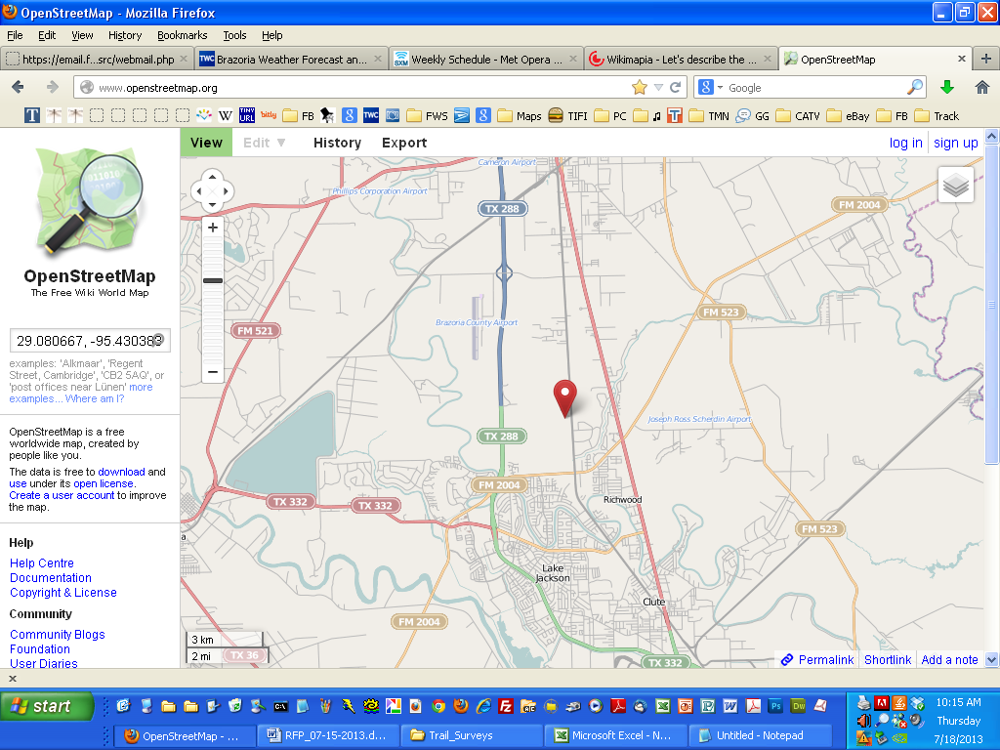 OpenStreetMap - Mozilla Firefox
File Edit View History Bookmarks Tools Help
https://email.f...src/webmail.php
TWC Brazoria Weather Forecast an...
SXM Weekly Schedule - Met Opera ...
Wikimapia - Let's describe the ...
OpenStreetMap
www.openstreetmap.org
Google
T W TINY URL bitly FB 8 TWC FWS 8 Maps TIFI PC T TMN GG CATV eBay FB Track
View Edit ▼ History Export log in sign up
OpenStreetMap
The Free Wiki World Map
29.080667, -95.430383
examples: 'Alkmaar', 'Regent
Street, Cambridge', 'CB2 5AQ', or
'post offices near Lünen' more
examples... Where am I?
OpenStreetMap is a free
worldwide map, created by
people like you.
The data is free to download and
use under its open license.
Create a user account to improve
the map.
Help
Help Centre
Documentation
Copyright & License
Community
Community Blogs
Foundation
User Diaries
Cameron Airport
Phillips Corporation Airport
TX 288
FM 2004
FM 523
Brazoria County Airport
FM 521
Joseph Ross Scherdin Airport
TX 288
FM 2004
TX 332
TX 332
Richwood
FM 523
a
Lake
Jackson
Clute
FM 2004
3 km
2 mi
TX 36
TX 332
Permalink Shortlink Add a note
start
OpenStreetMap - ...
RFP_07-15-2013.d...
Trail_Surveys
Microsoft Excel - N...
Untitled - Notepad
10:15 AM
Thursday
7/18/2013